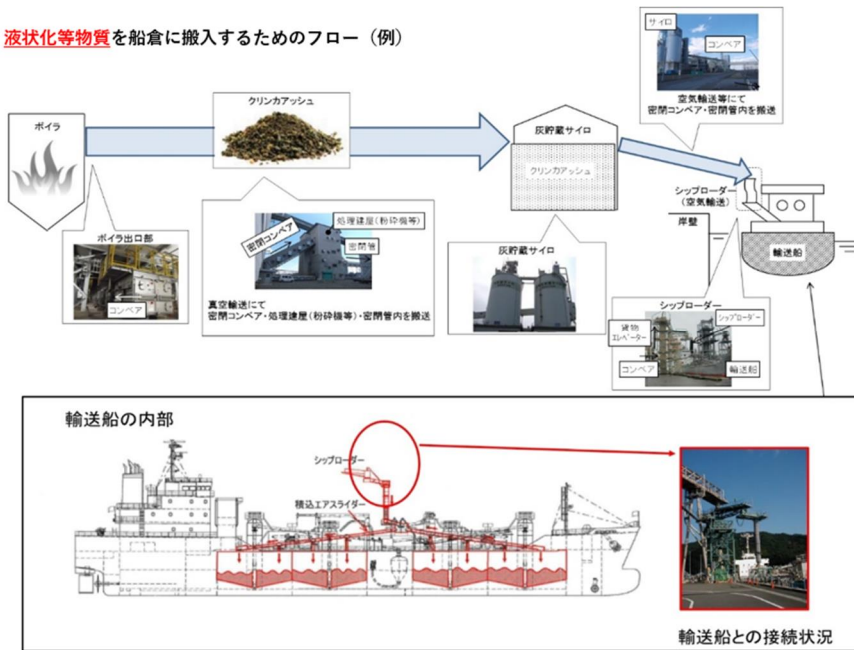 液状化等物質を船倉に搬入するためのフロー（例）
サイロ
コンベア
空気輸送等にて
密閉コンベア・密閉管内を搬送
クリンカアッシュ
ボイラ
灰貯蔵サイロ
クリンカアッシュ
シップローダー
（空気輸送）
岸壁
輸送船
ボイラ出口部
コンベア
密閉コンベア
処理建屋（粉砕機等）
密閉管
真空輸送にて
密閉コンベア・処理建屋（粉砕機等）・密閉管内を搬送
灰貯蔵サイロ
シップローダー
シップローダー
貨物
エレベーター
コンベア
輸送船
輸送船の内部
シップローダー
積込エアスライダー
輸送船との接続状況